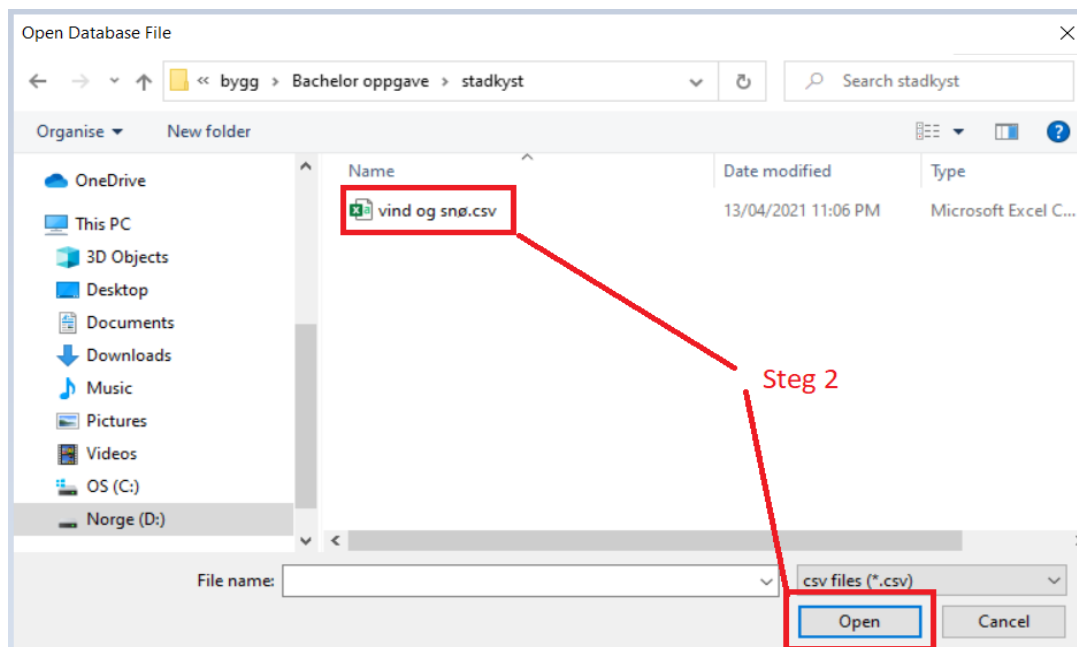 Open Database File
« bygg > Bachelor oppgave > stadkyst
Search stadkyst
Organise
New folder
Name
Date modified
Type
OneDrive
vind og snø.csv
13/04/2021 11:06 PM
Microsoft Excel C...
This PC
3D Objects
Desktop
Documents
Downloads
Music
Pictures
Videos
OS (C:)
Norge (D:)
Steg 2
File name:
csv files (*.csv)
Open
Cancel